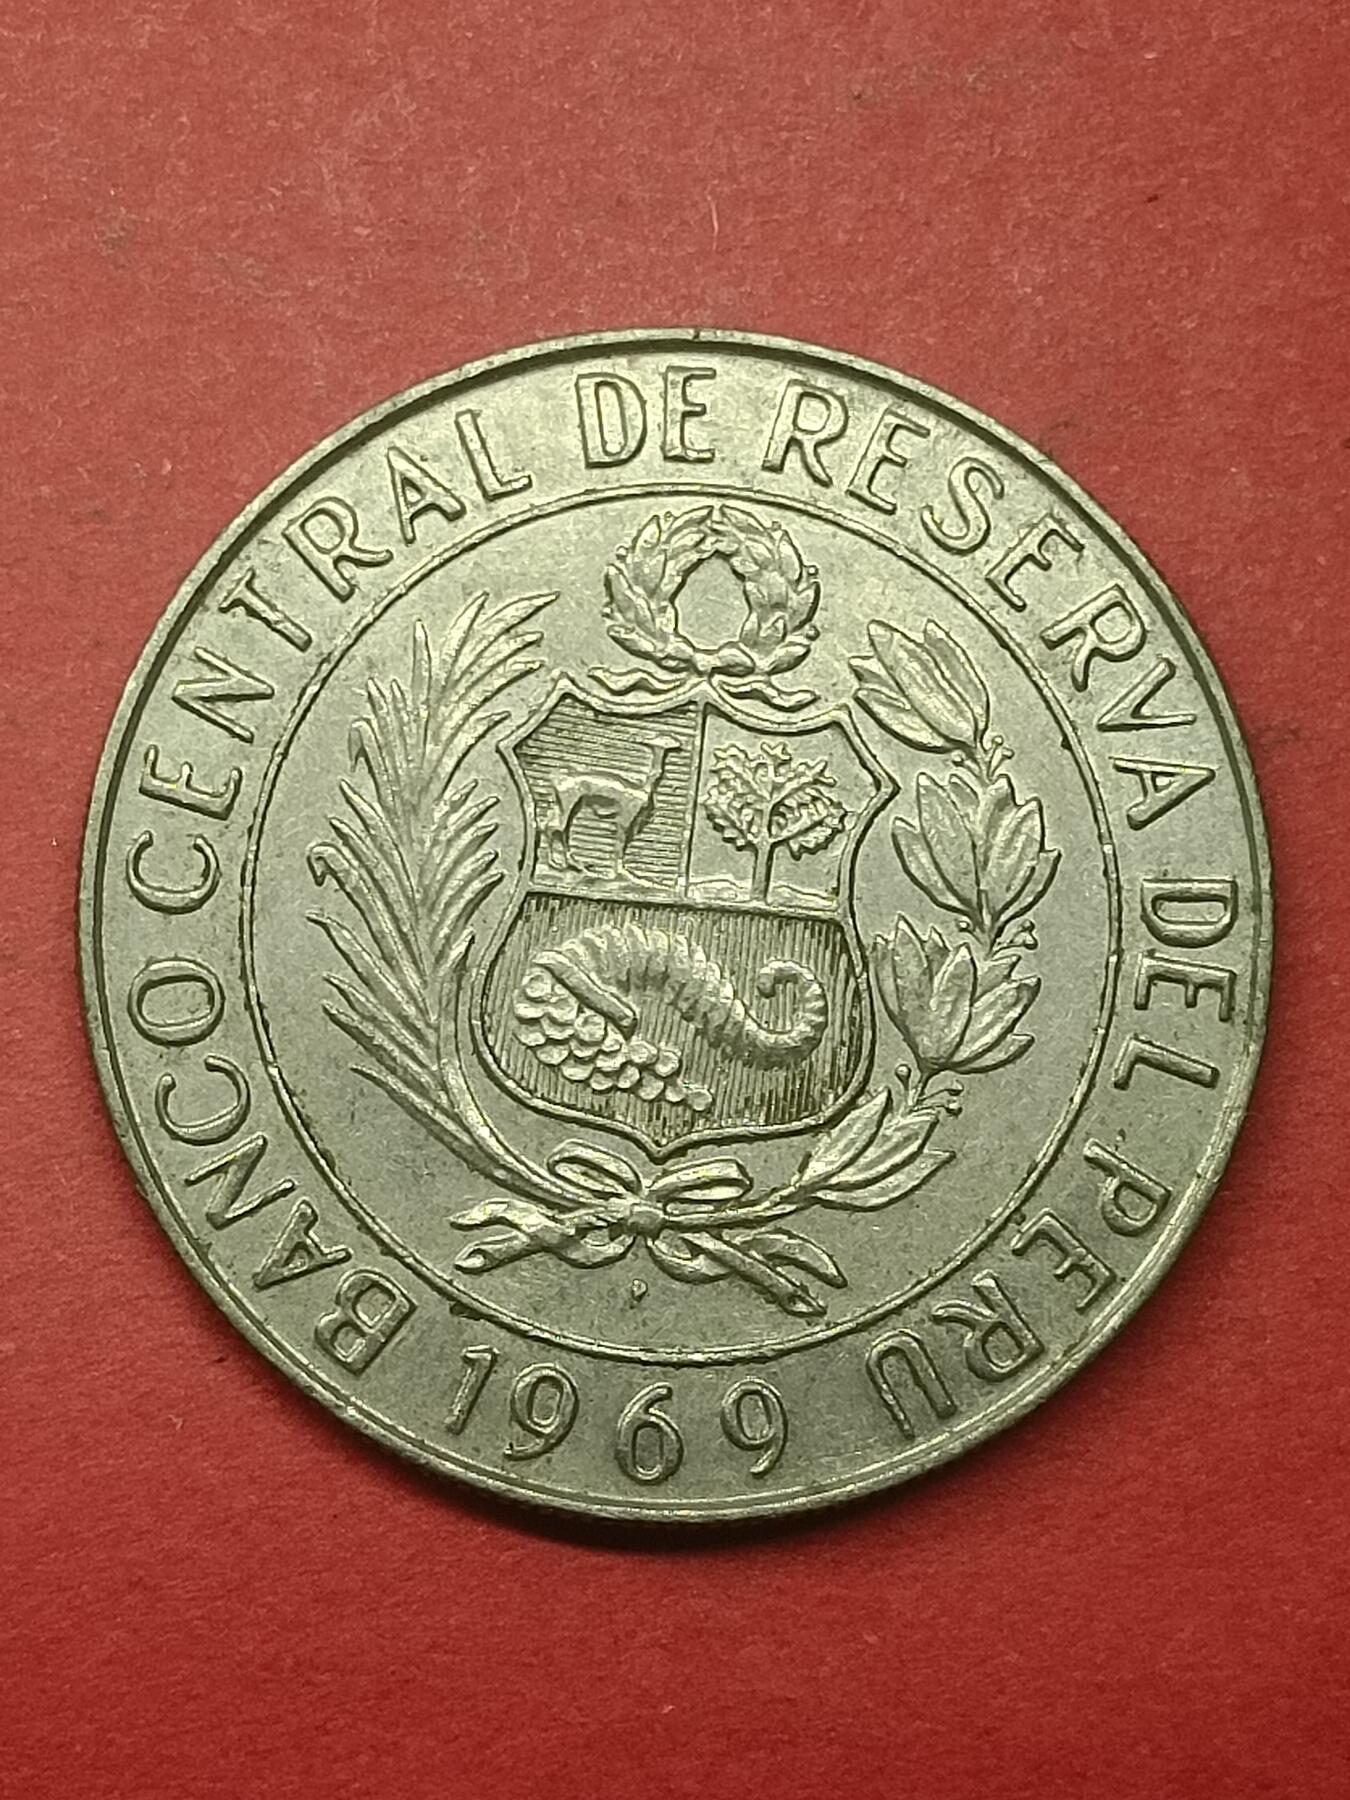 BANCO CENTRAL DE RESERVA DEL PERU
1969